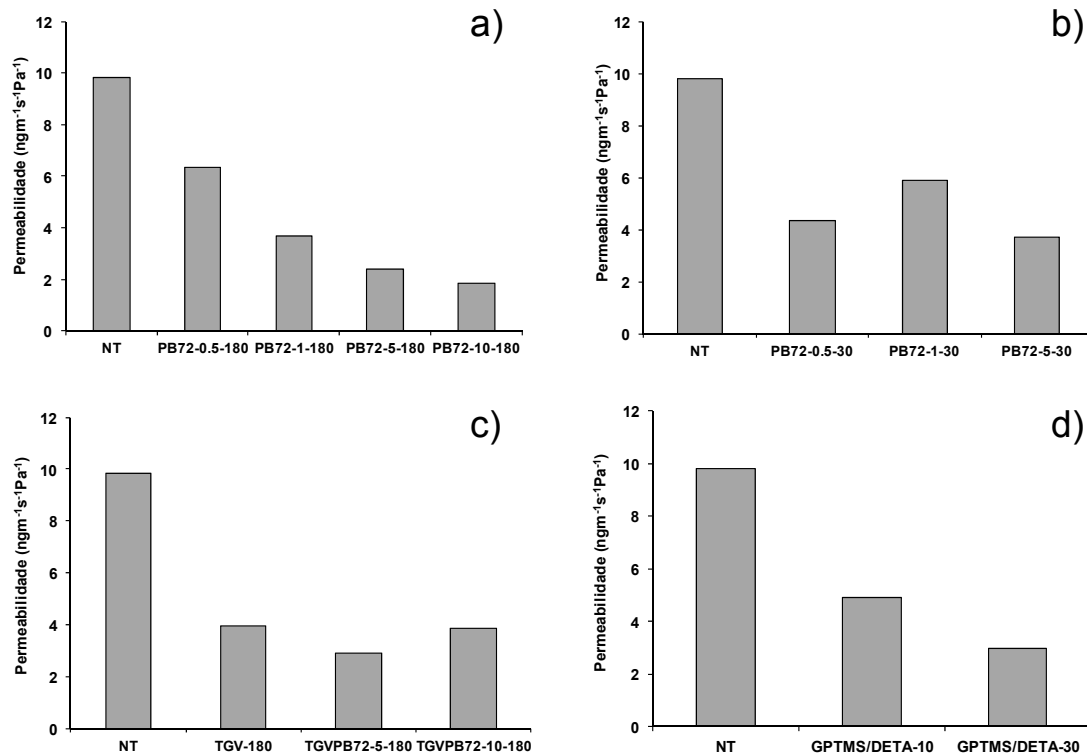 a)
Permeabilidade (ngm⁻¹s⁻¹Pa⁻¹)
12
10
8
6
4
2
0
NT PB72-0.5-180 PB72-1-180 PB72-5-180 PB72-10-180
b)
Permeabilidade (ngm⁻¹s⁻¹Pa⁻¹)
12
10
8
6
4
2
0
NT PB72-0.5-30 PB72-1-30 PB72-5-30
c)
Permeabilidade (ngm⁻¹s⁻¹Pa⁻¹)
12
10
8
6
4
2
0
NT TGV-180 TGVPB72-5-180 TGVPB72-10-180
d)
Permeabilidade (ngm⁻¹s⁻¹Pa⁻¹)
12
10
8
6
4
2
0
NT GPTMS/DETA-10 GPTMS/DETA-30